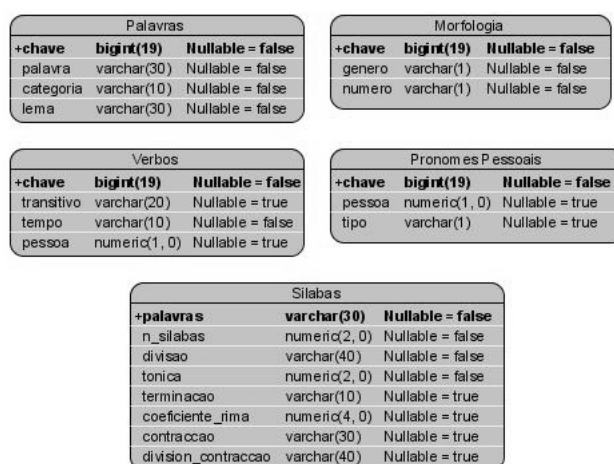 Palavras
+chave bigint(19) Nullable = false
palavra varchar(30) Nullable = false
categoria varchar(10) Nullable = false
lema varchar(30) Nullable = false
Morfologia
+chave bigint(19) Nullable = false
genero varchar(1) Nullable = false
numero varchar(1) Nullable = false
Verbos
+chave bigint(19) Nullable = false
transitivo varchar(20) Nullable = true
tempo varchar(10) Nullable = false
pessoa numeric(1, 0) Nullable = true
Pronomes Pessoais
+chave bigint(19) Nullable = false
pessoa numeric(1, 0) Nullable = true
tipo varchar(1) Nullable = true
Silabas
+palavras varchar(30) Nullable = false
n_silabas numeric(2, 0) Nullable = false
divisao varchar(40) Nullable = false
tonica numeric(2, 0) Nullable = false
terminacao varchar(10) Nullable = true
coeficiente_rima numeric(4, 0) Nullable = true
contraccao varchar(30) Nullable = true
division_contraccao varchar(40) Nullable = true